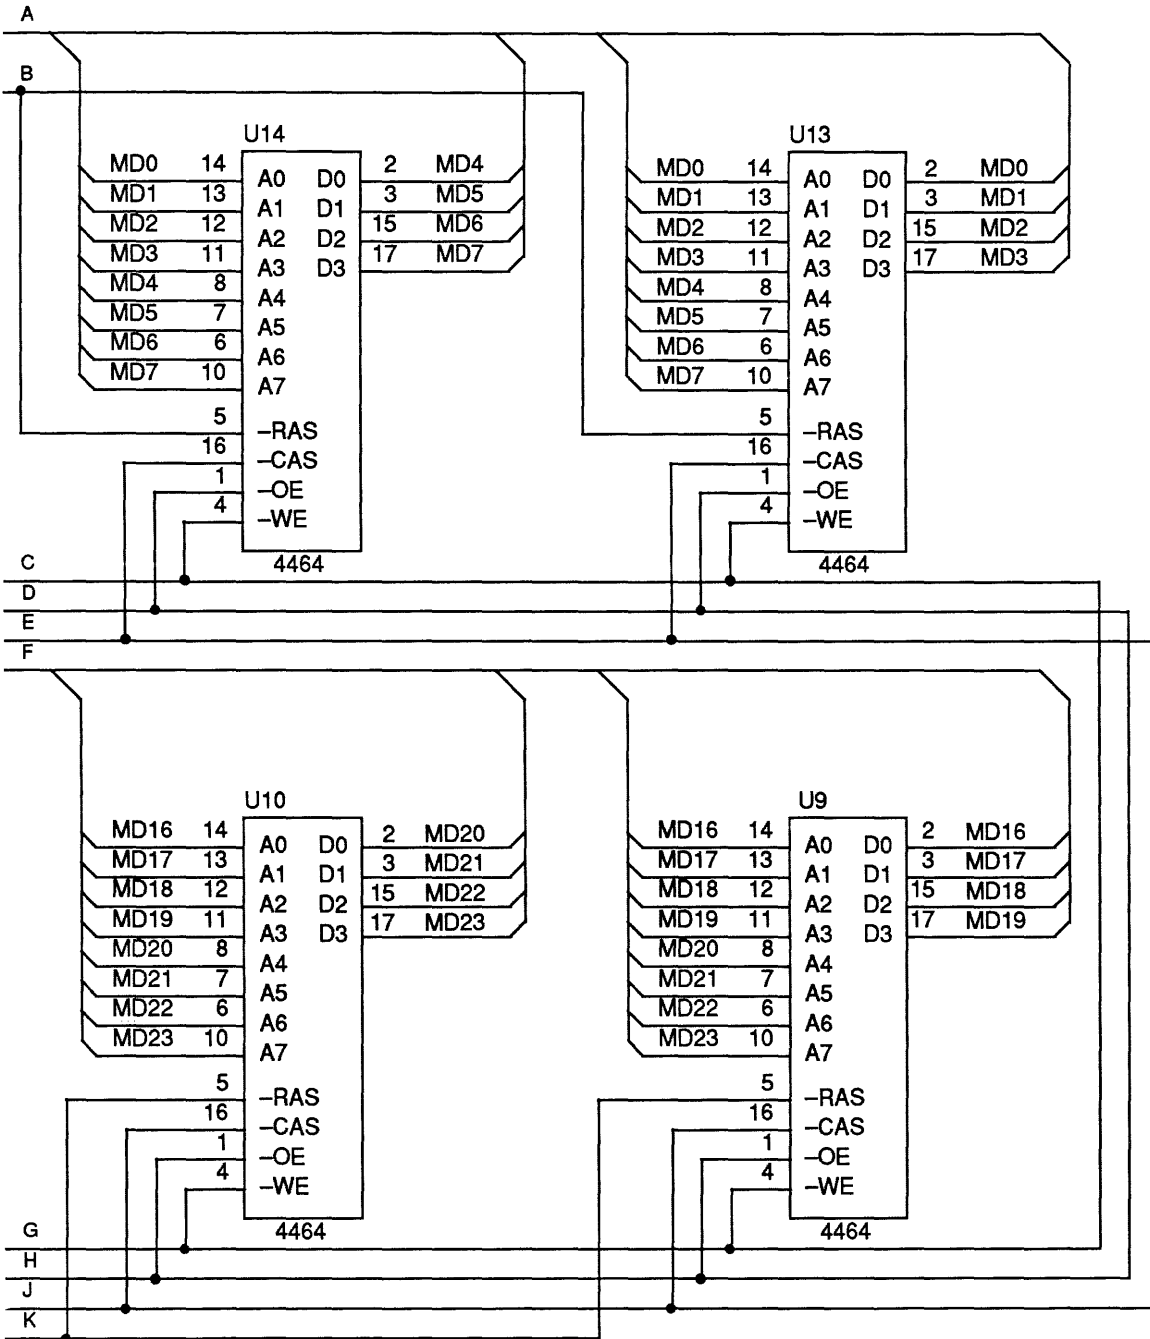 A
B
U14
U13
MD0 14 A0 D0 2 MD4
MD1 13 A1 D1 3 MD5
MD2 12 A2 D2 15 MD6
MD3 11 A3 D3 17 MD7
MD4 8 A4
MD5 7 A5
MD6 6 A6
MD7 10 A7
5 –RAS
16 –CAS
1 –OE
4 –WE
4464
MD0 14 A0 D0 2 MD0
MD1 13 A1 D1 3 MD1
MD2 12 A2 D2 15 MD2
MD3 11 A3 D3 17 MD3
MD4 8 A4
MD5 7 A5
MD6 6 A6
MD7 10 A7
5 –RAS
16 –CAS
1 –OE
4 –WE
4464
C
D
E
F
U10
U9
MD16 14 A0 D0 2 MD20
MD17 13 A1 D1 3 MD21
MD18 12 A2 D2 15 MD22
MD19 11 A3 D3 17 MD23
MD20 8 A4
MD21 7 A5
MD22 6 A6
MD23 10 A7
5 –RAS
16 –CAS
1 –OE
4 –WE
4464
MD16 14 A0 D0 2 MD16
MD17 13 A1 D1 3 MD17
MD18 12 A2 D2 15 MD18
MD19 11 A3 D3 17 MD19
MD20 8 A4
MD21 7 A5
MD22 6 A6
MD23 10 A7
5 –RAS
16 –CAS
1 –OE
4 –WE
4464
G
H
J
K